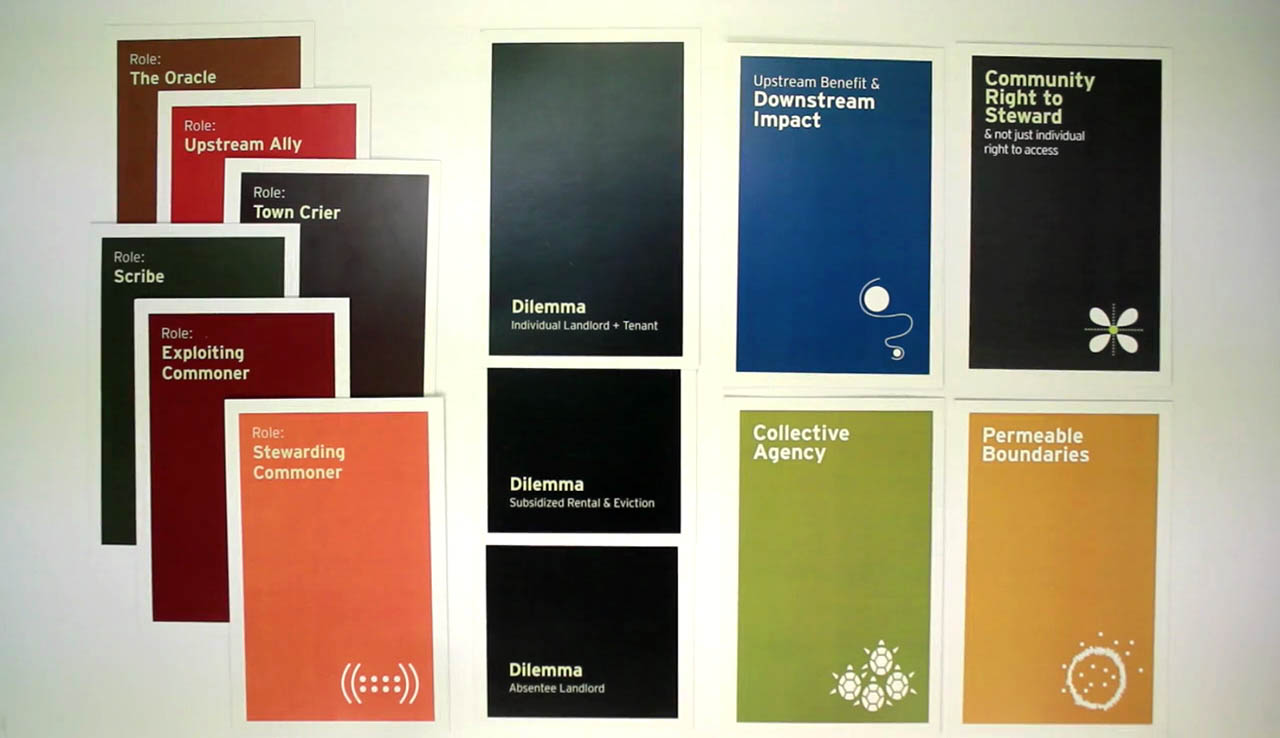 Role:
The Oracle
Role:
Upstream Ally
Role:
Town Crier
Role:
Scribe
Role:
Exploiting
Commoner
Role:
Stewarding
Commoner
Dilemma
Individual Landlord + Tenant
Dilemma
Subsidized Rental & Eviction
Dilemma
Absentee Landlord
Upstream Benefit &
Downstream
Impact
Community
Right to
Steward
& not just individual
right to access
Collective
Agency
Permeable
Boundaries